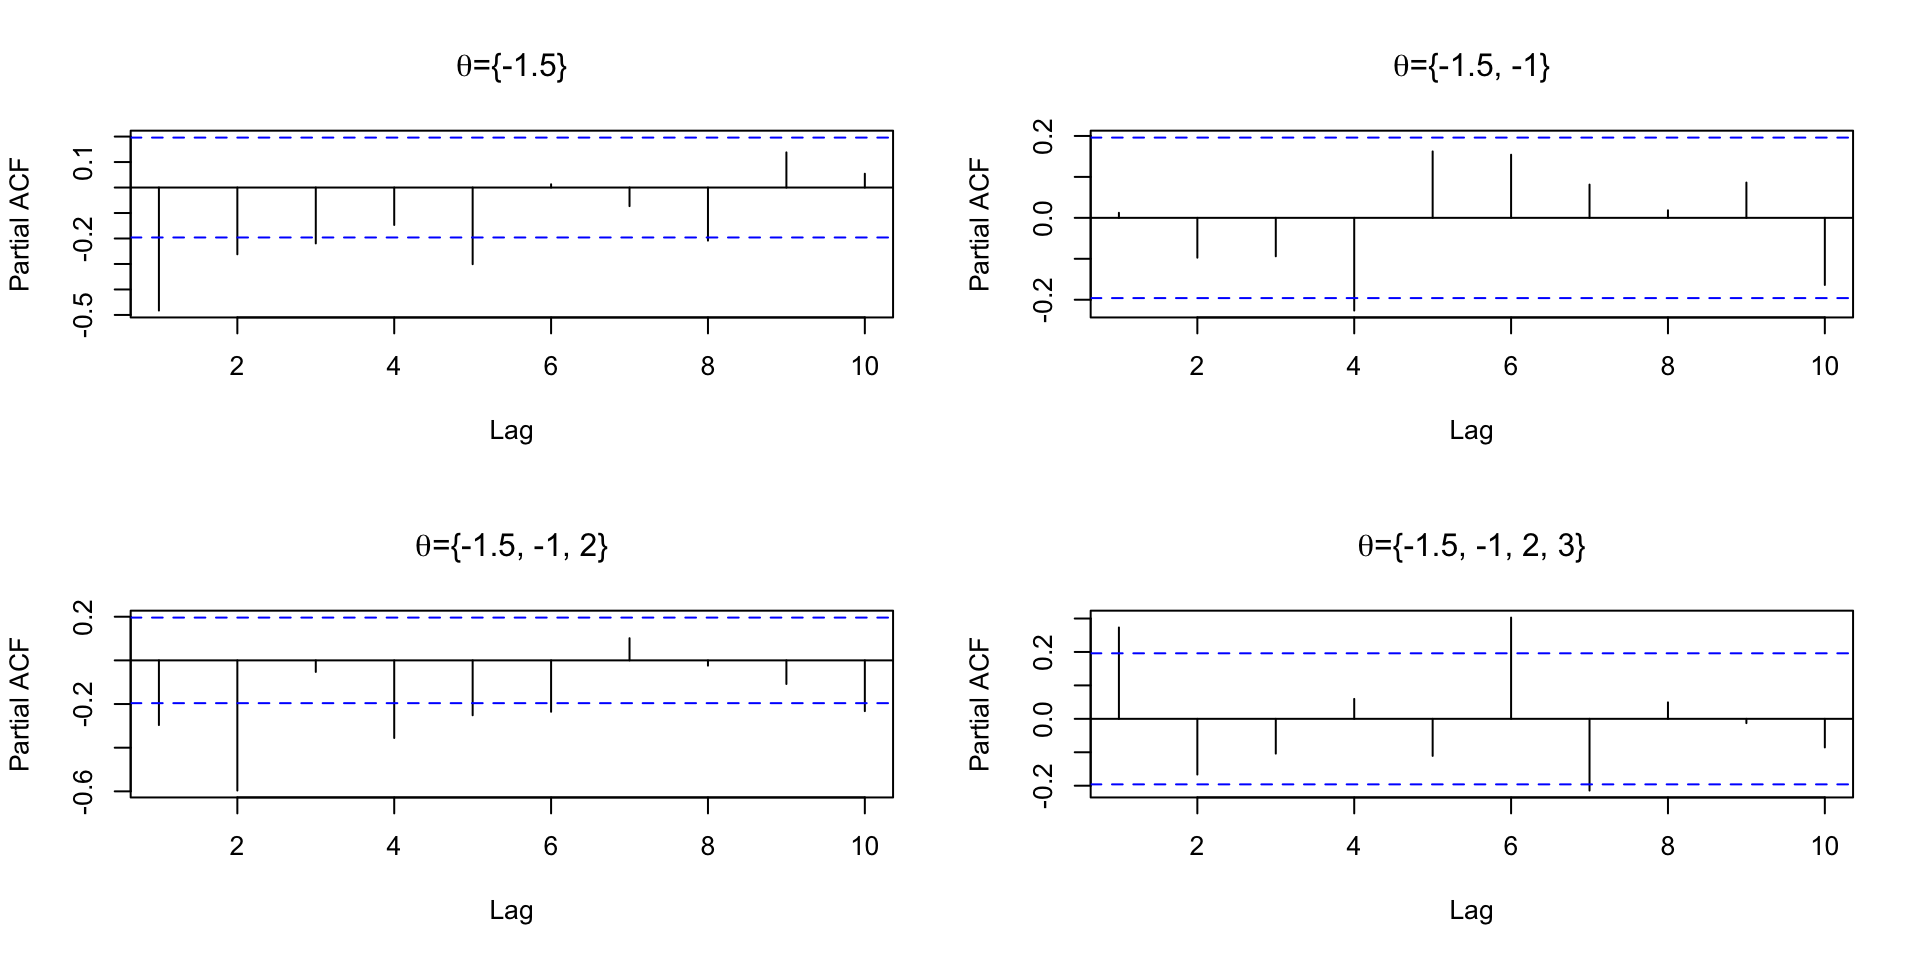 θ={-1.5}
Partial ACF
0.1
-0.2
-0.5
2 4 6 8 10
Lag
θ={-1.5, -1}
Partial ACF
0.2
0.0
-0.2
2 4 6 8 10
Lag
θ={-1.5, -1, 2}
Partial ACF
0.2
-0.2
-0.6
2 4 6 8 10
Lag
θ={-1.5, -1, 2, 3}
Partial ACF
0.2
0.0
-0.2
2 4 6 8 10
Lag